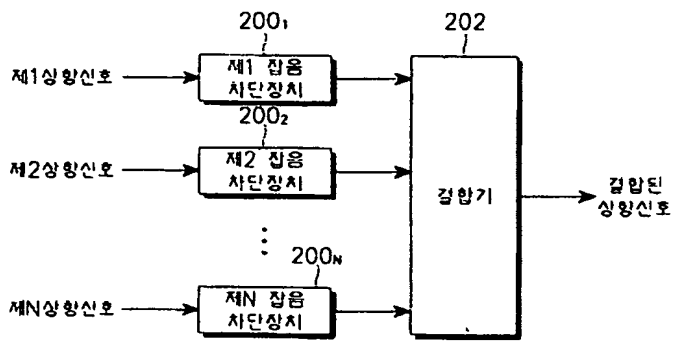 200₁
202
제1상향신호
제1 잡음
차단장치
200₂
제2상향신호
제2 잡음
차단장치
결합기
결합된
상향신호
200ₙ
제N상향신호
제N 잡음
차단장치